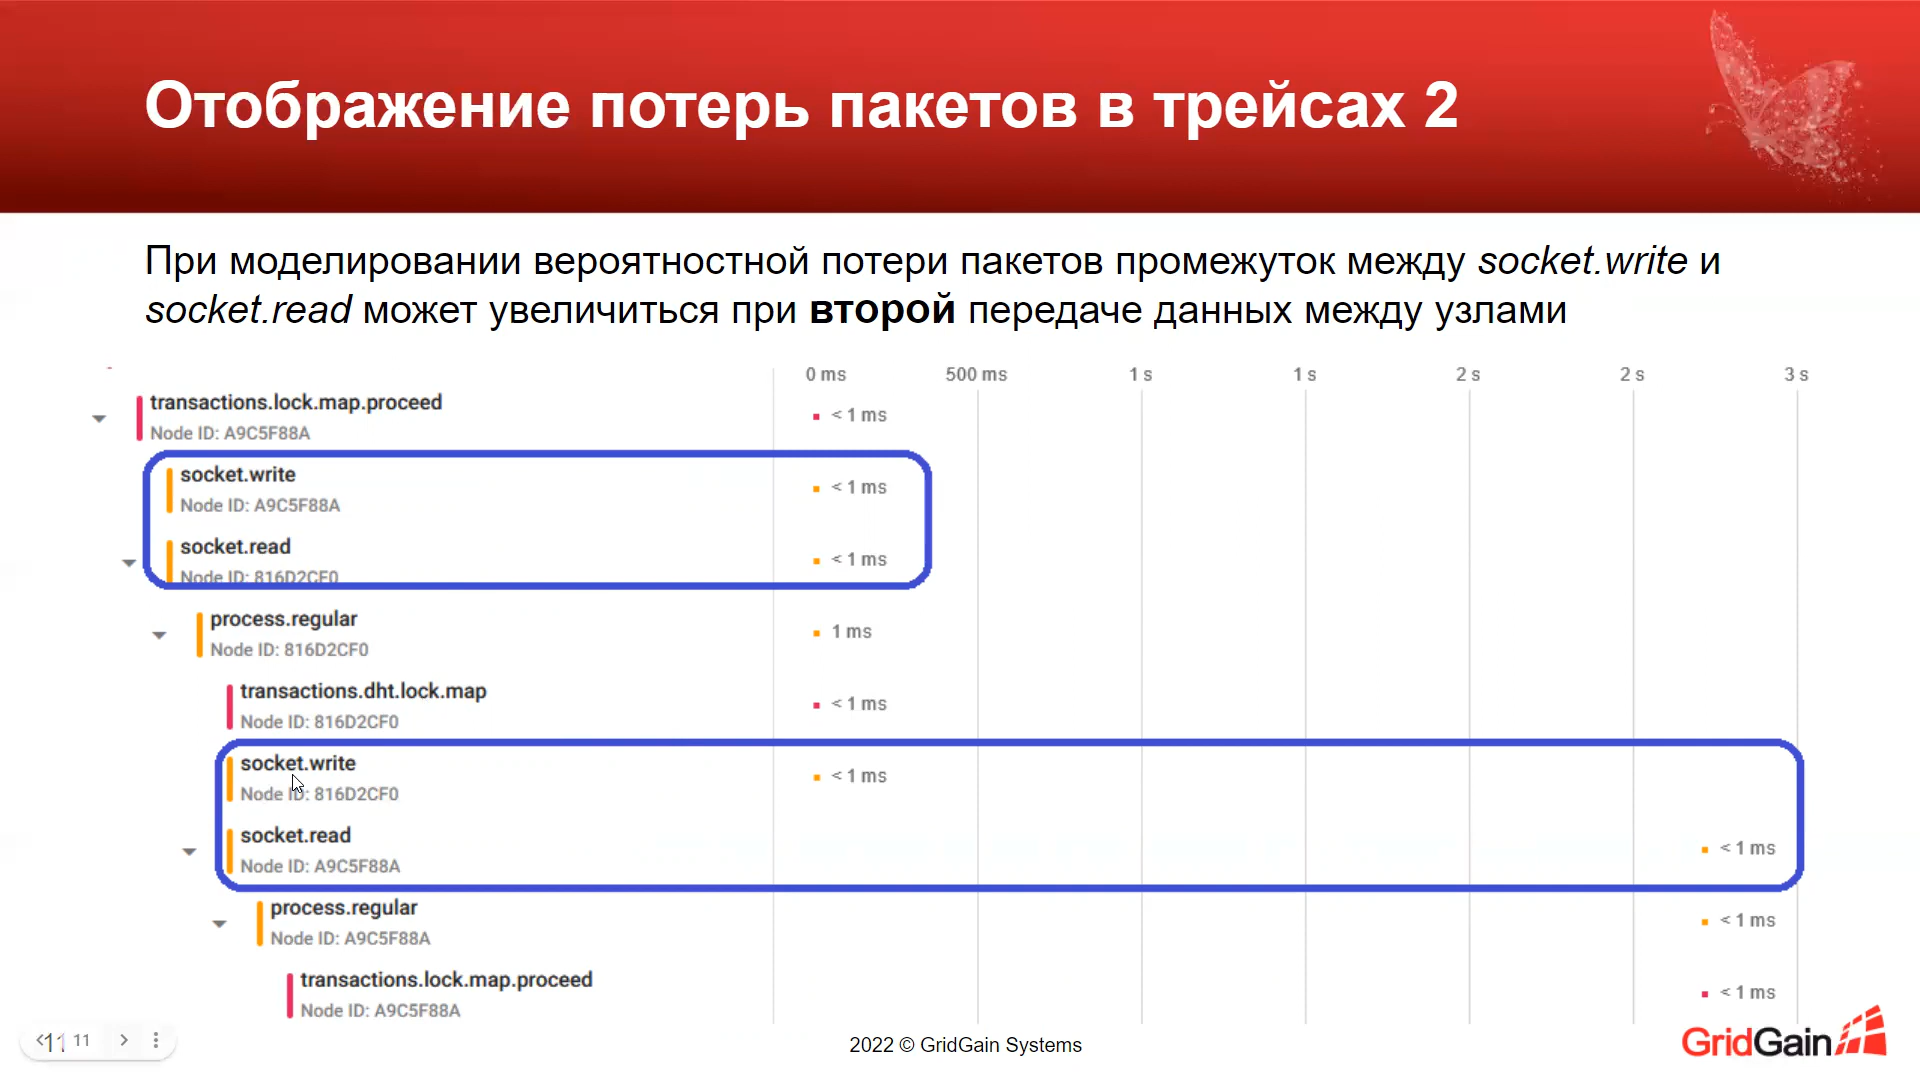 Отображение потерь пакетов в трейсах 2
При моделировании вероятностной потери пакетов промежуток между socket.write и
socket.read может увеличиться при второй передаче данных между узлами
0 ms 500 ms 1 s 1 s 2 s 2 s 3 s
transactions.lock.map.proceed
< 1 ms
Node ID: A9C5F88A
socket.write
< 1 ms
Node ID: A9C5F88A
socket.read
< 1 ms
Node ID: 816D2CF0
process.regular
1 ms
Node ID: 816D2CF0
transactions.dht.lock.map
< 1 ms
Node ID: 816D2CF0
socket.write
< 1 ms
Node ID: 816D2CF0
socket.read
< 1 ms
Node ID: A9C5F88A
process.regular
< 1 ms
Node ID: A9C5F88A
transactions.lock.map.proceed
< 1 ms
Node ID: A9C5F88A
11 11
2022 © GridGain Systems
GridGain